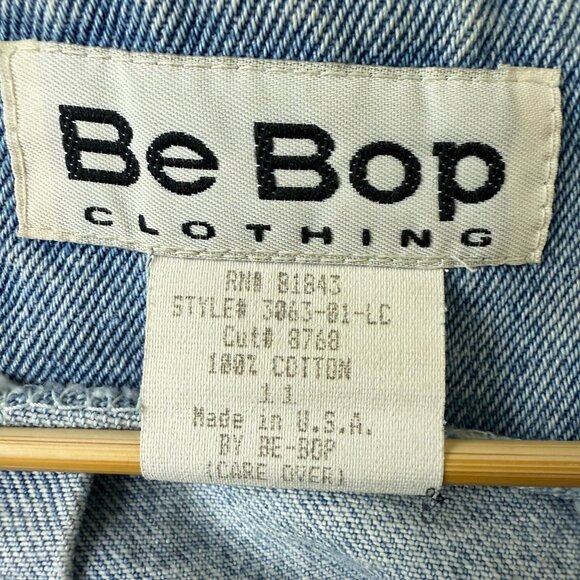 Be Bop
CLOTHING
RN# 81843
STYLE# 3063-01-LC
Cut# 8768
100% COTTON
11
Made in U.S.A.
BY BE-BOP
(CARE OVER)